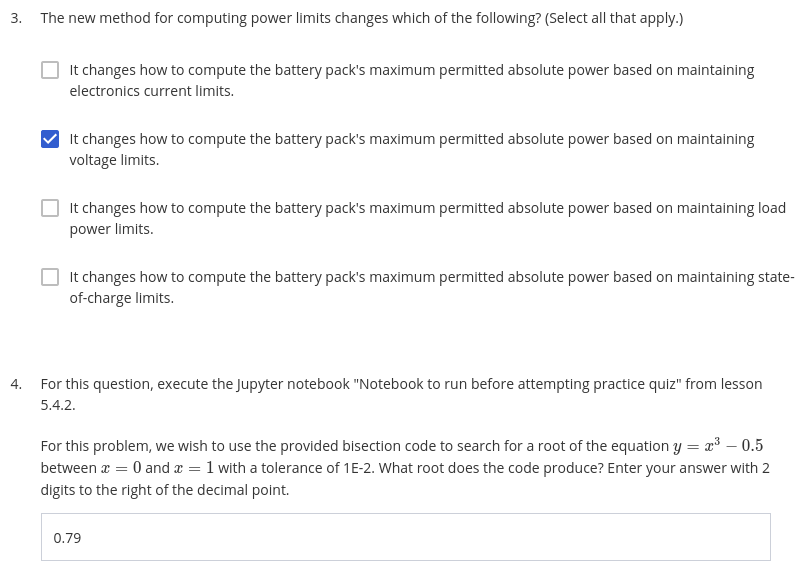 3. The new method for computing power limits changes which of the following? (Select all that apply.)
It changes how to compute the battery pack's maximum permitted absolute power based on maintaining
electronics current limits.
It changes how to compute the battery pack's maximum permitted absolute power based on maintaining
voltage limits.
It changes how to compute the battery pack's maximum permitted absolute power based on maintaining load
power limits.
It changes how to compute the battery pack's maximum permitted absolute power based on maintaining state-
of-charge limits.
4. For this question, execute the Jupyter notebook "Notebook to run before attempting practice quiz" from lesson
5.4.2.
For this problem, we wish to use the provided bisection code to search for a root of the equation y = x³ − 0.5
between x = 0 and x = 1 with a tolerance of 1E-2. What root does the code produce? Enter your answer with 2
digits to the right of the decimal point.
0.79